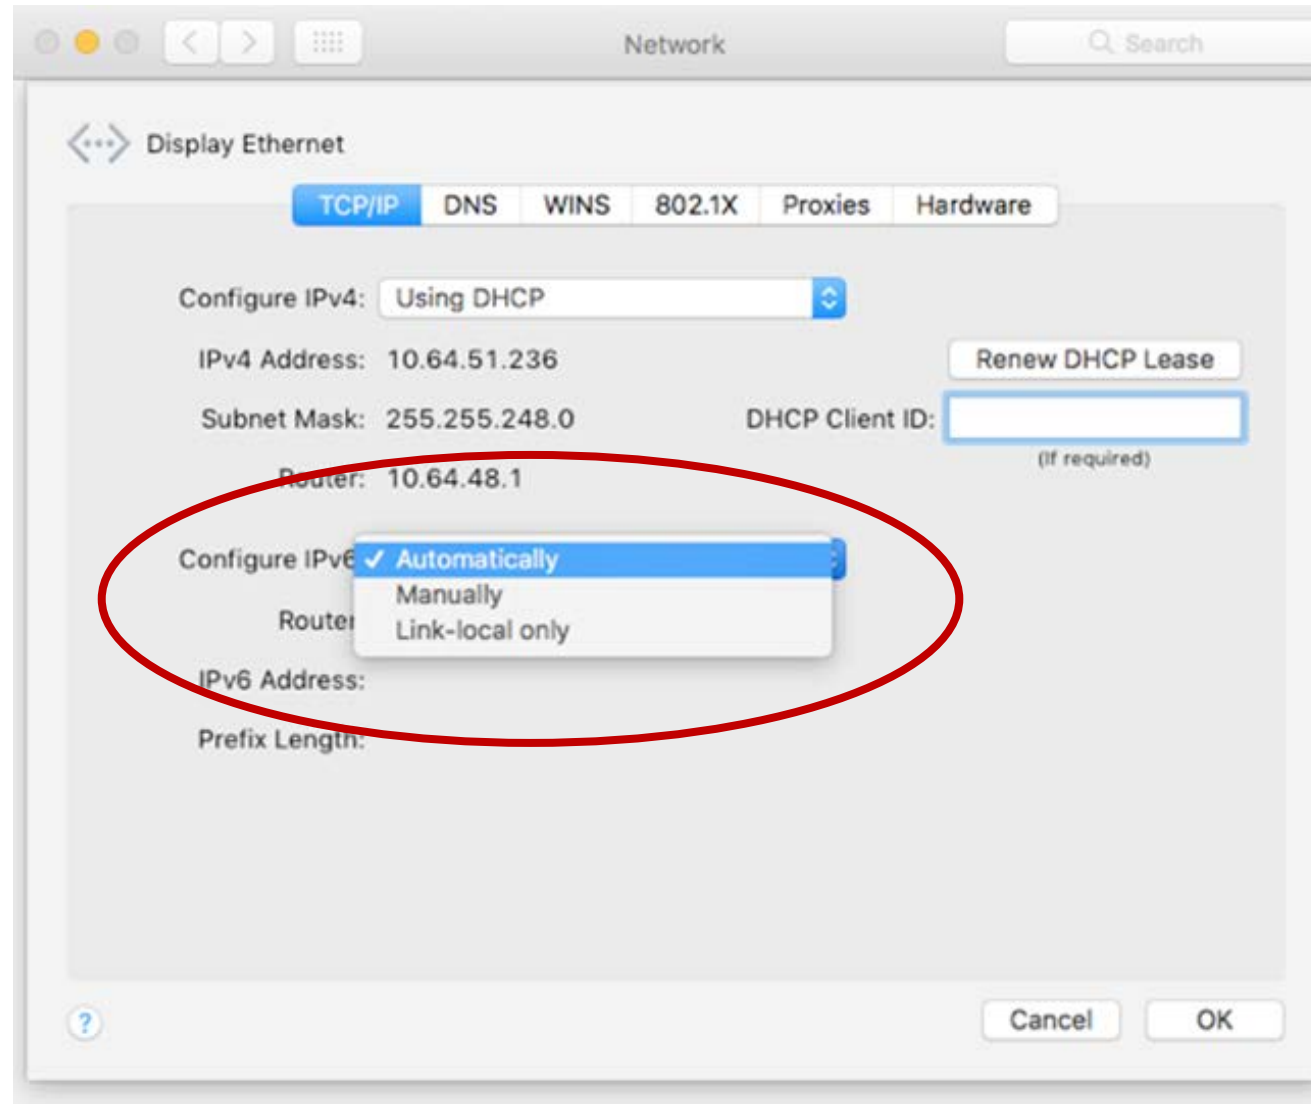 Network
Search
Display Ethernet
TCP/IP DNS WINS 802.1X Proxies Hardware
Configure IPv4: Using DHCP
IPv4 Address: 10.64.51.236 Renew DHCP Lease
Subnet Mask: 255.255.248.0 DHCP Client ID:
(If required)
Router: 10.64.48.1
Configure IPv6 ✓ Automatically
Manually
Router Link-local only
IPv6 Address:
Prefix Length:
? Cancel OK